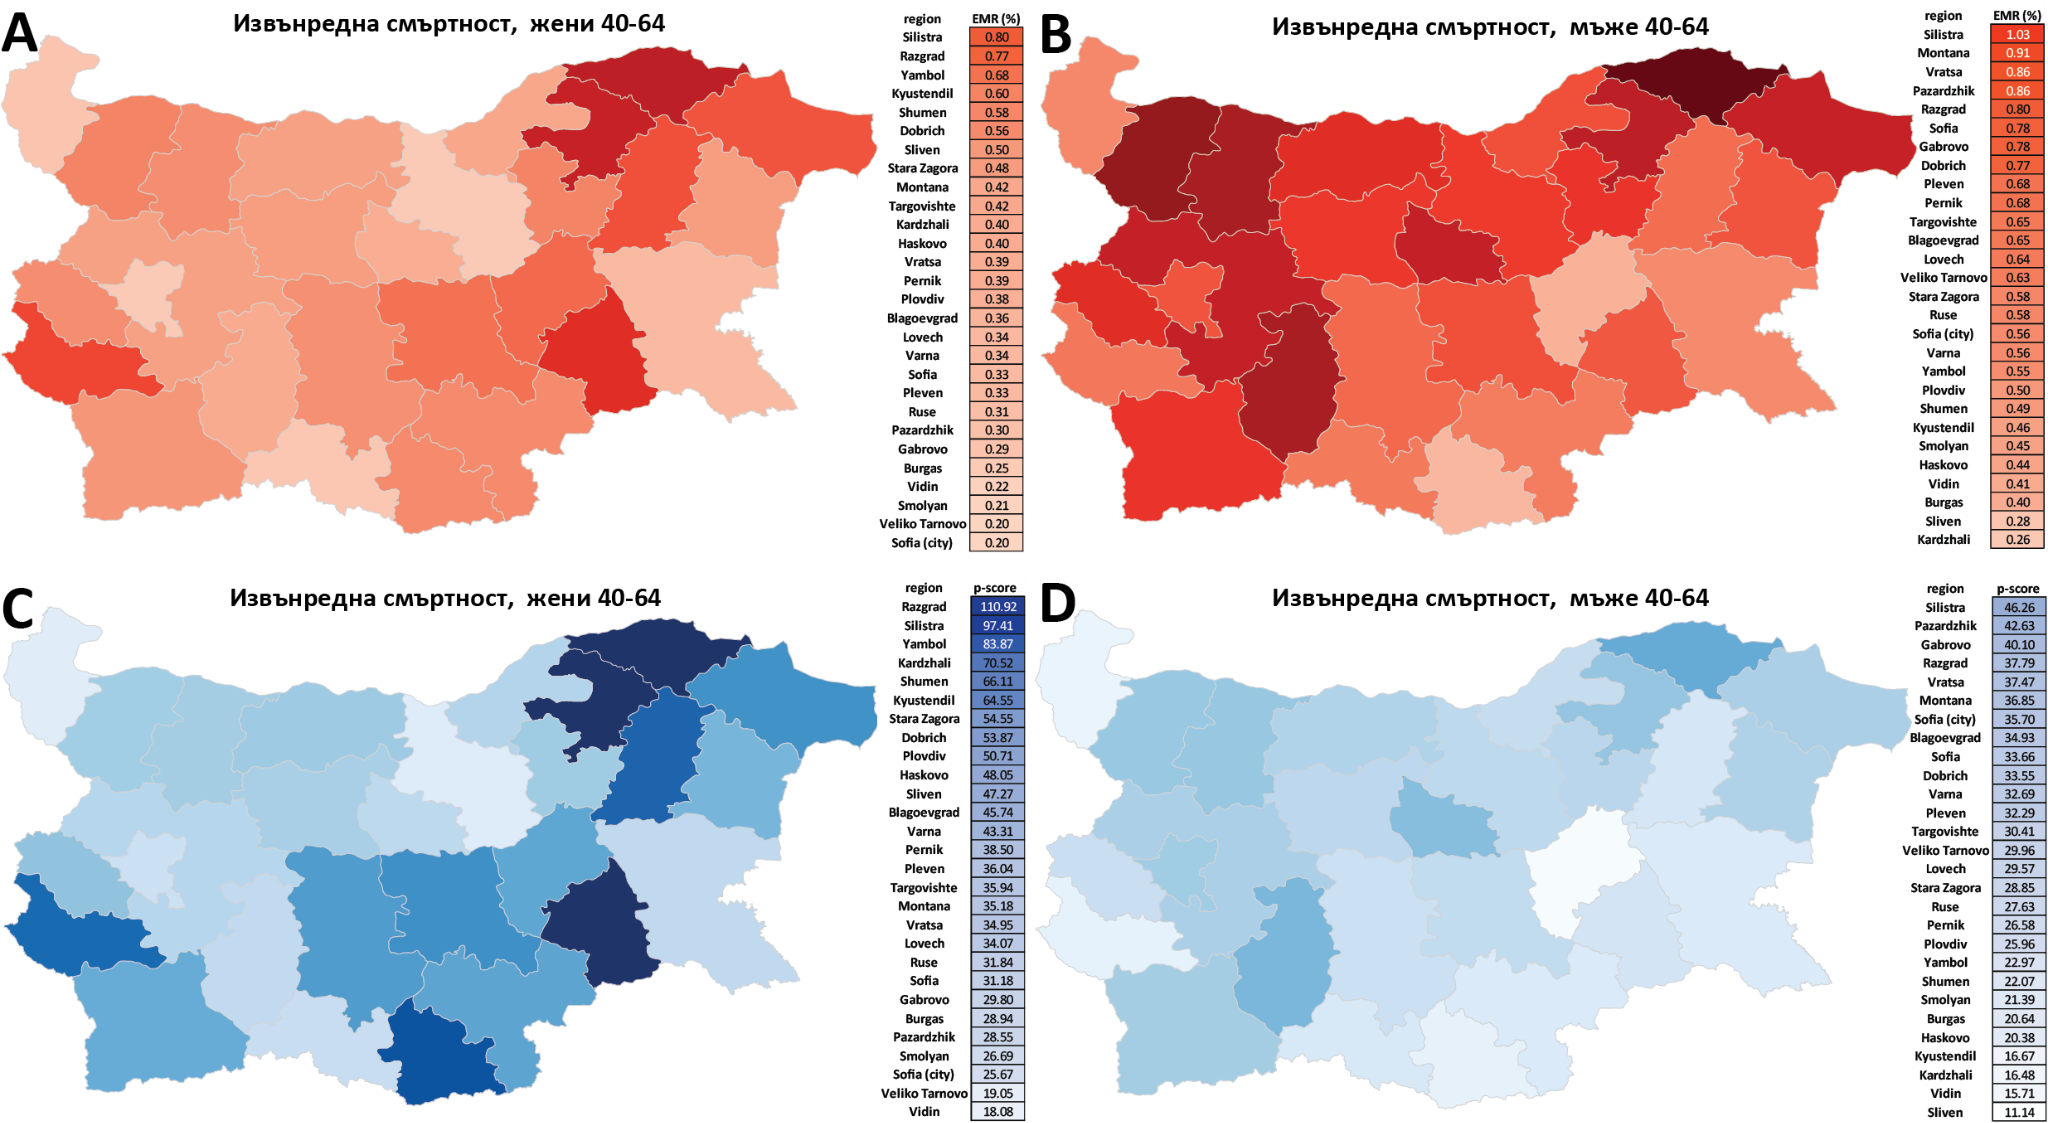 A
Извънредна смъртност, жени 40-64
region EMR (%)
Silistra 0.80
Razgrad 0.77
Yambol 0.68
Kyustendil 0.60
Shumen 0.58
Dobrich 0.56
Sliven 0.50
Stara Zagora 0.48
Montana 0.42
Targovishte 0.42
Kardzhali 0.40
Haskovo 0.40
Vratsa 0.39
Pernik 0.39
Plovdiv 0.38
Blagoevgrad 0.36
Lovech 0.34
Varna 0.34
Sofia 0.33
Pleven 0.33
Ruse 0.31
Pazardzhik 0.30
Gabrovo 0.29
Burgas 0.25
Vidin 0.22
Smolyan 0.21
Veliko Tarnovo 0.20
Sofia (city) 0.20
B
Извънредна смъртност, мъже 40-64
region EMR (%)
Silistra 1.03
Montana 0.91
Vratsa 0.86
Pazardzhik 0.86
Razgrad 0.80
Sofia 0.78
Gabrovo 0.78
Dobrich 0.77
Pleven 0.68
Pernik 0.68
Targovishte 0.65
Blagoevgrad 0.65
Lovech 0.64
Veliko Tarnovo 0.63
Stara Zagora 0.58
Ruse 0.58
Sofia (city) 0.56
Varna 0.56
Yambol 0.55
Plovdiv 0.50
Shumen 0.49
Kyustendil 0.46
Smolyan 0.45
Haskovo 0.44
Vidin 0.41
Burgas 0.40
Sliven 0.28
Kardzhali 0.26
C
Извънредна смъртност, жени 40-64
region p-score
Razgrad 110.92
Silistra 97.41
Yambol 83.87
Kardzhali 70.52
Shumen 66.11
Kyustendil 64.55
Stara Zagora 54.55
Dobrich 53.87
Plovdiv 50.71
Haskovo 48.05
Sliven 47.27
Blagoevgrad 45.74
Varna 43.31
Pernik 38.50
Pleven 36.04
Targovishte 35.94
Montana 35.18
Vratsa 34.95
Lovech 34.07
Ruse 31.84
Sofia 31.18
Gabrovo 29.80
Burgas 28.94
Pazardzhik 28.55
Smolyan 26.69
Sofia (city) 25.67
Veliko Tarnovo 19.05
Vidin 18.08
D
Извънредна смъртност, мъже 40-64
region p-score
Silistra 46.26
Pazardzhik 42.63
Gabrovo 40.10
Razgrad 37.79
Vratsa 37.47
Montana 36.85
Sofia (city) 35.70
Blagoevgrad 34.93
Sofia 33.66
Dobrich 33.55
Varna 32.69
Pleven 32.29
Targovishte 30.41
Veliko Tarnovo 29.96
Lovech 29.57
Stara Zagora 28.85
Ruse 27.63
Pernik 26.58
Plovdiv 25.96
Yambol 22.97
Shumen 22.07
Smolyan 21.39
Burgas 20.64
Haskovo 20.38
Kyustendil 16.67
Kardzhali 16.48
Vidin 15.71
Sliven 11.14